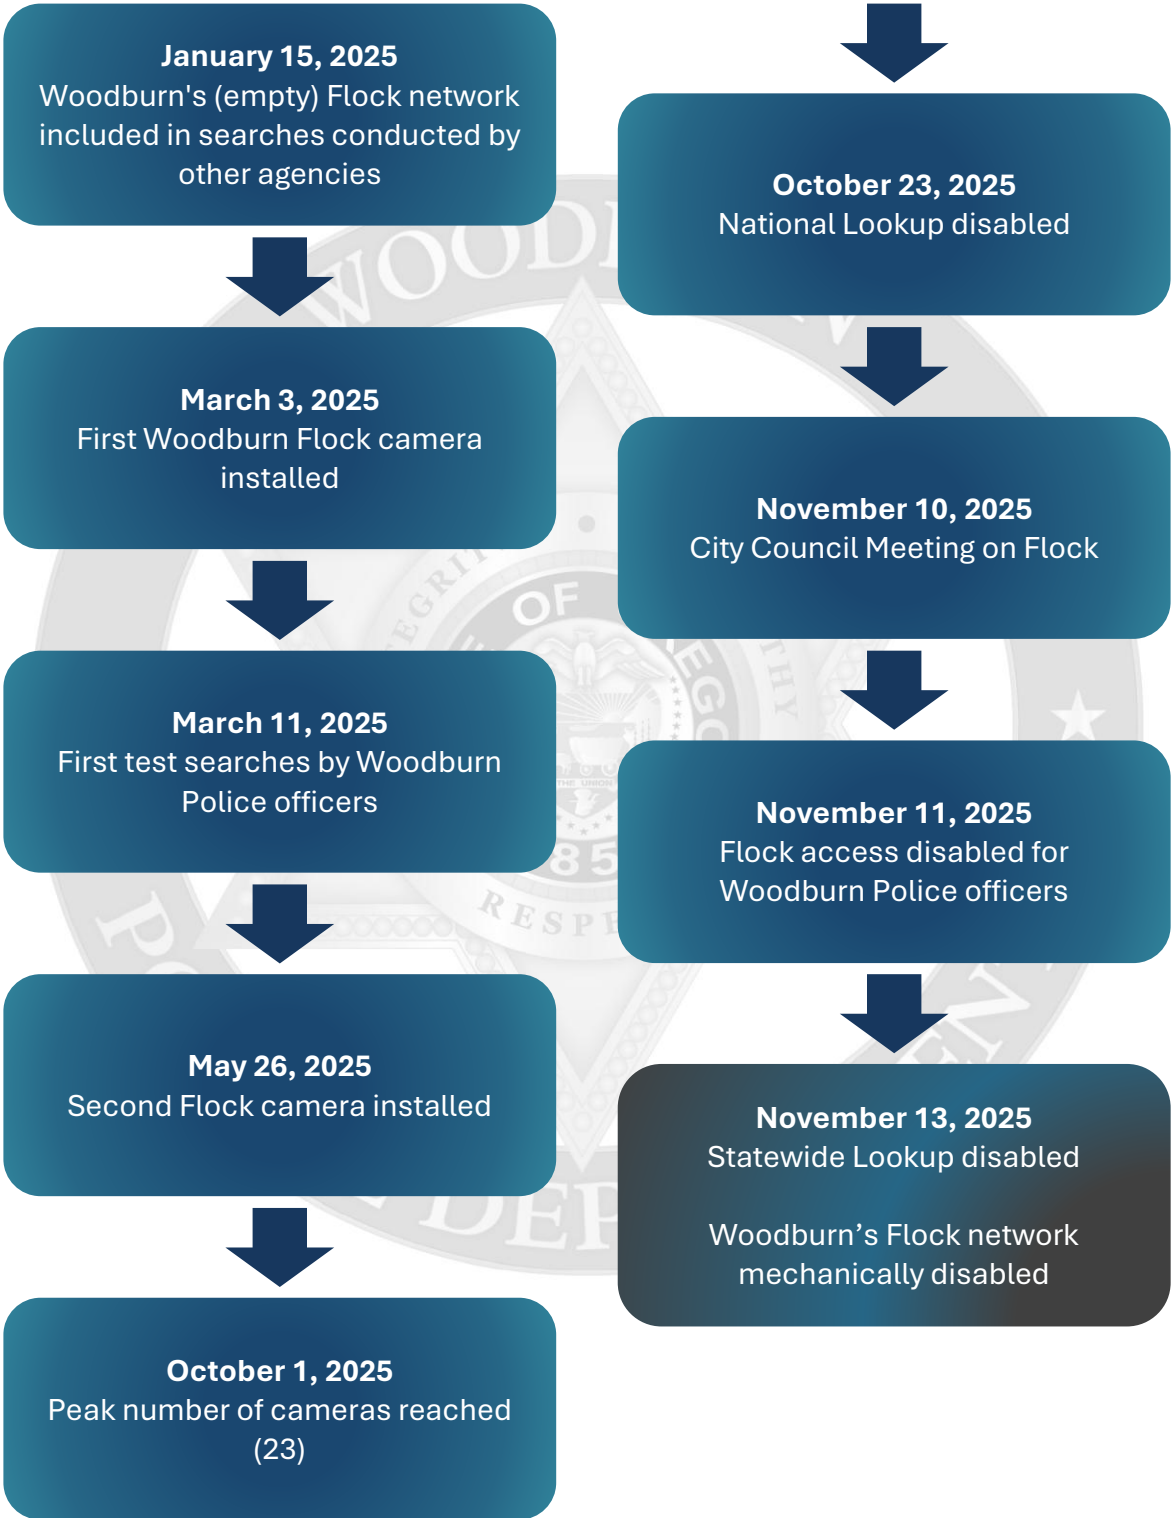 January 15, 2025
Woodburn's (empty) Flock network
included in searches conducted by
other agencies
March 3, 2025
First Woodburn Flock camera
installed
March 11, 2025
First test searches by Woodburn
Police officers
May 26, 2025
Second Flock camera installed
October 1, 2025
Peak number of cameras reached
(23)
October 23, 2025
National Lookup disabled
November 10, 2025
City Council Meeting on Flock
November 11, 2025
Flock access disabled for
Woodburn Police officers
November 13, 2025
Statewide Lookup disabled
Woodburn’s Flock network
mechanically disabled